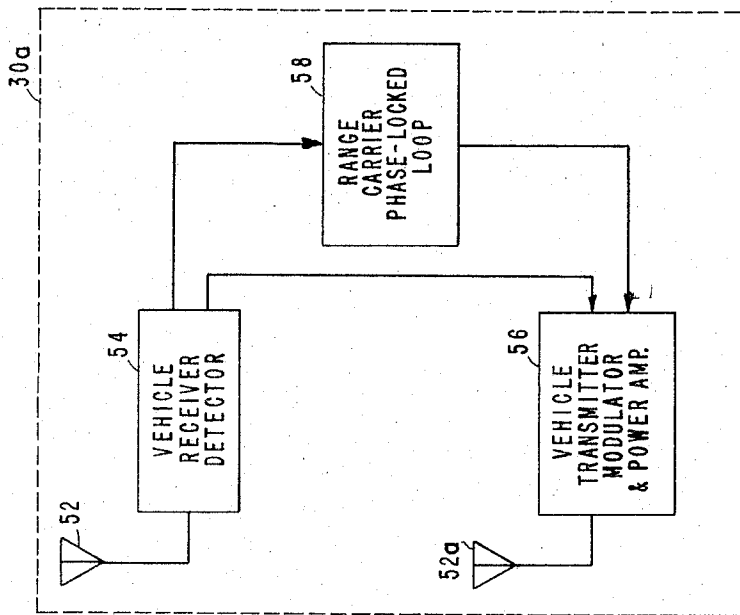 30a
52
54
VEHICLE
RECEIVER
DETECTOR
58
RANGE
CARRIER
PHASE-LOCKED
LOOP
52a
56
VEHICLE
TRANSMITTER
MODULATOR
& POWER AMP.